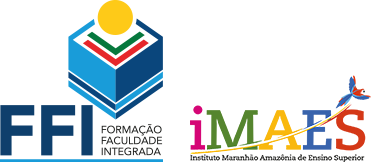 FFI
FORMAÇÃO
FACULDADE
INTEGRADA
iMAES
Instituto Maranhão Amazônia de Ensino Superior